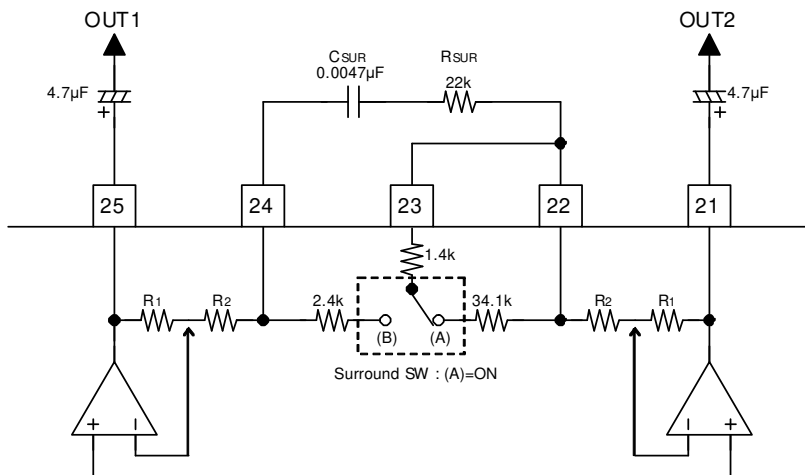 OUT1
OUT2
CSUR
0.0047µF
RSUR
22k
4.7µF
+
4.7µF
+
25
24
23
22
21
1.4k
R1
R2
2.4k
34.1k
R2
R1
(B)
(A)
Surround SW : (A)=ON
+
–
–
+